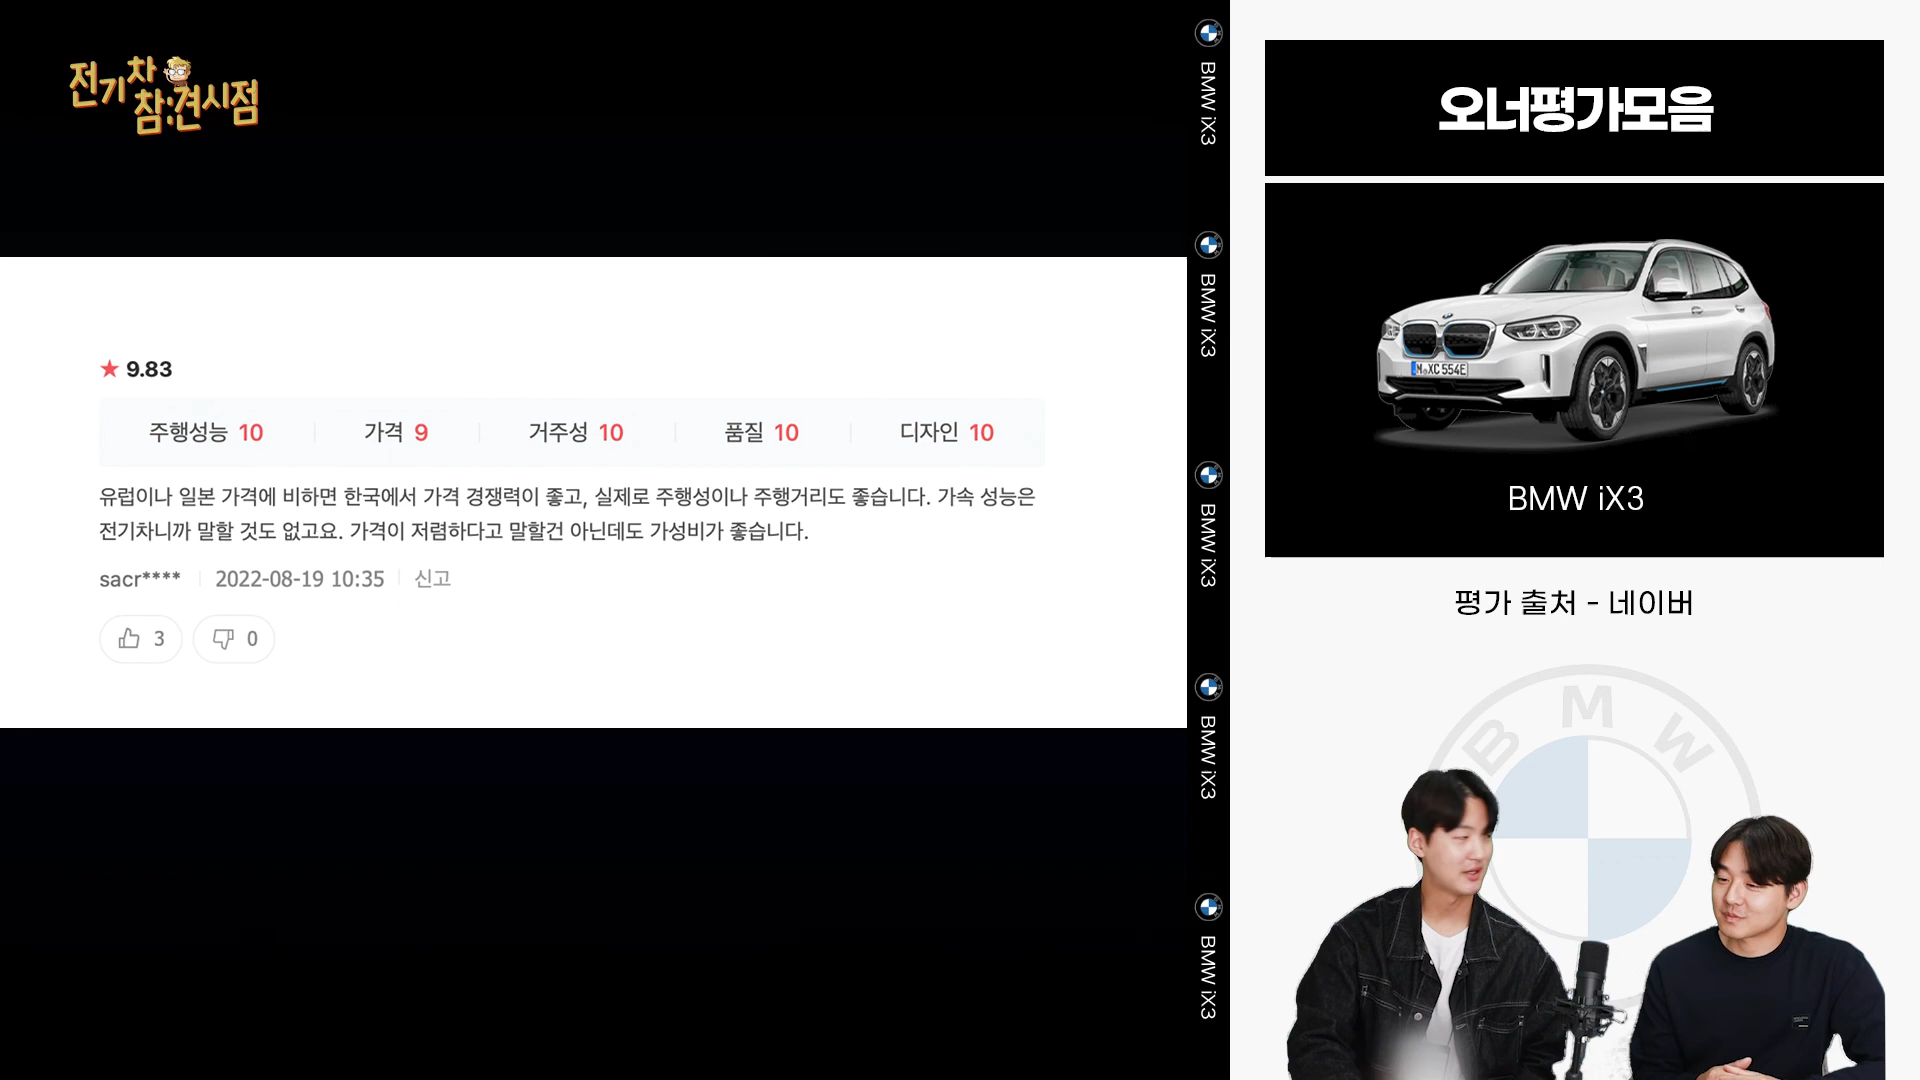 전기차
참:견시점
★ 9.83
주행성능 10
가격 9
거주성 10
품질 10
디자인 10
유럽이나 일본 가격에 비하면 한국에서 가격 경쟁력이 좋고, 실제로 주행성이나 주행거리도 좋습니다. 가속 성능은
전기차니까 말할 것도 없고요. 가격이 저렴하다고 말할건 아닌데도 가성비가 좋습니다.
sacr**** 2022-08-19 10:35 신고
3
0
BMW iX3
BMW iX3
BMW iX3
BMW iX3
BMW iX3
오너평가모음
M XC 554E
BMW iX3
평가 출처 - 네이버
BMW